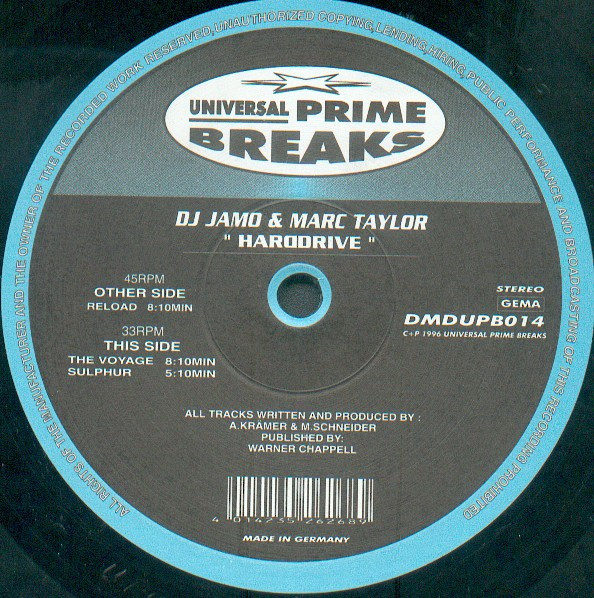 ALL RIGHTS OF THE MANUFACTURER AND THE OWNER OF THE RECORDED WORK RESERVED, UNAUTHORIZED COPYING, LENDING, HIRING, PUBLIC PERFORMANCE AND BROADCASTING OF THIS RECORDING PROHIBITED
UNIVERSAL PRIME
BREAKS
DJ JAMO & MARC TAYLOR
" HARDDRIVE "
45RPM
OTHER SIDE
RELOAD 8:10MIN
33RPM
THIS SIDE
THE VOYAGE 8:10MIN
SULPHUR 5:10MIN
STEREO
GEMA
DMDUPB014
C+P 1996 UNIVERSAL PRIME BREAKS
ALL TRACKS WRITTEN AND PRODUCED BY :
A.KRÄMER & M.SCHNEIDER
PUBLISHED BY:
WARNER CHAPPELL
4 014235 262689
MADE IN GERMANY